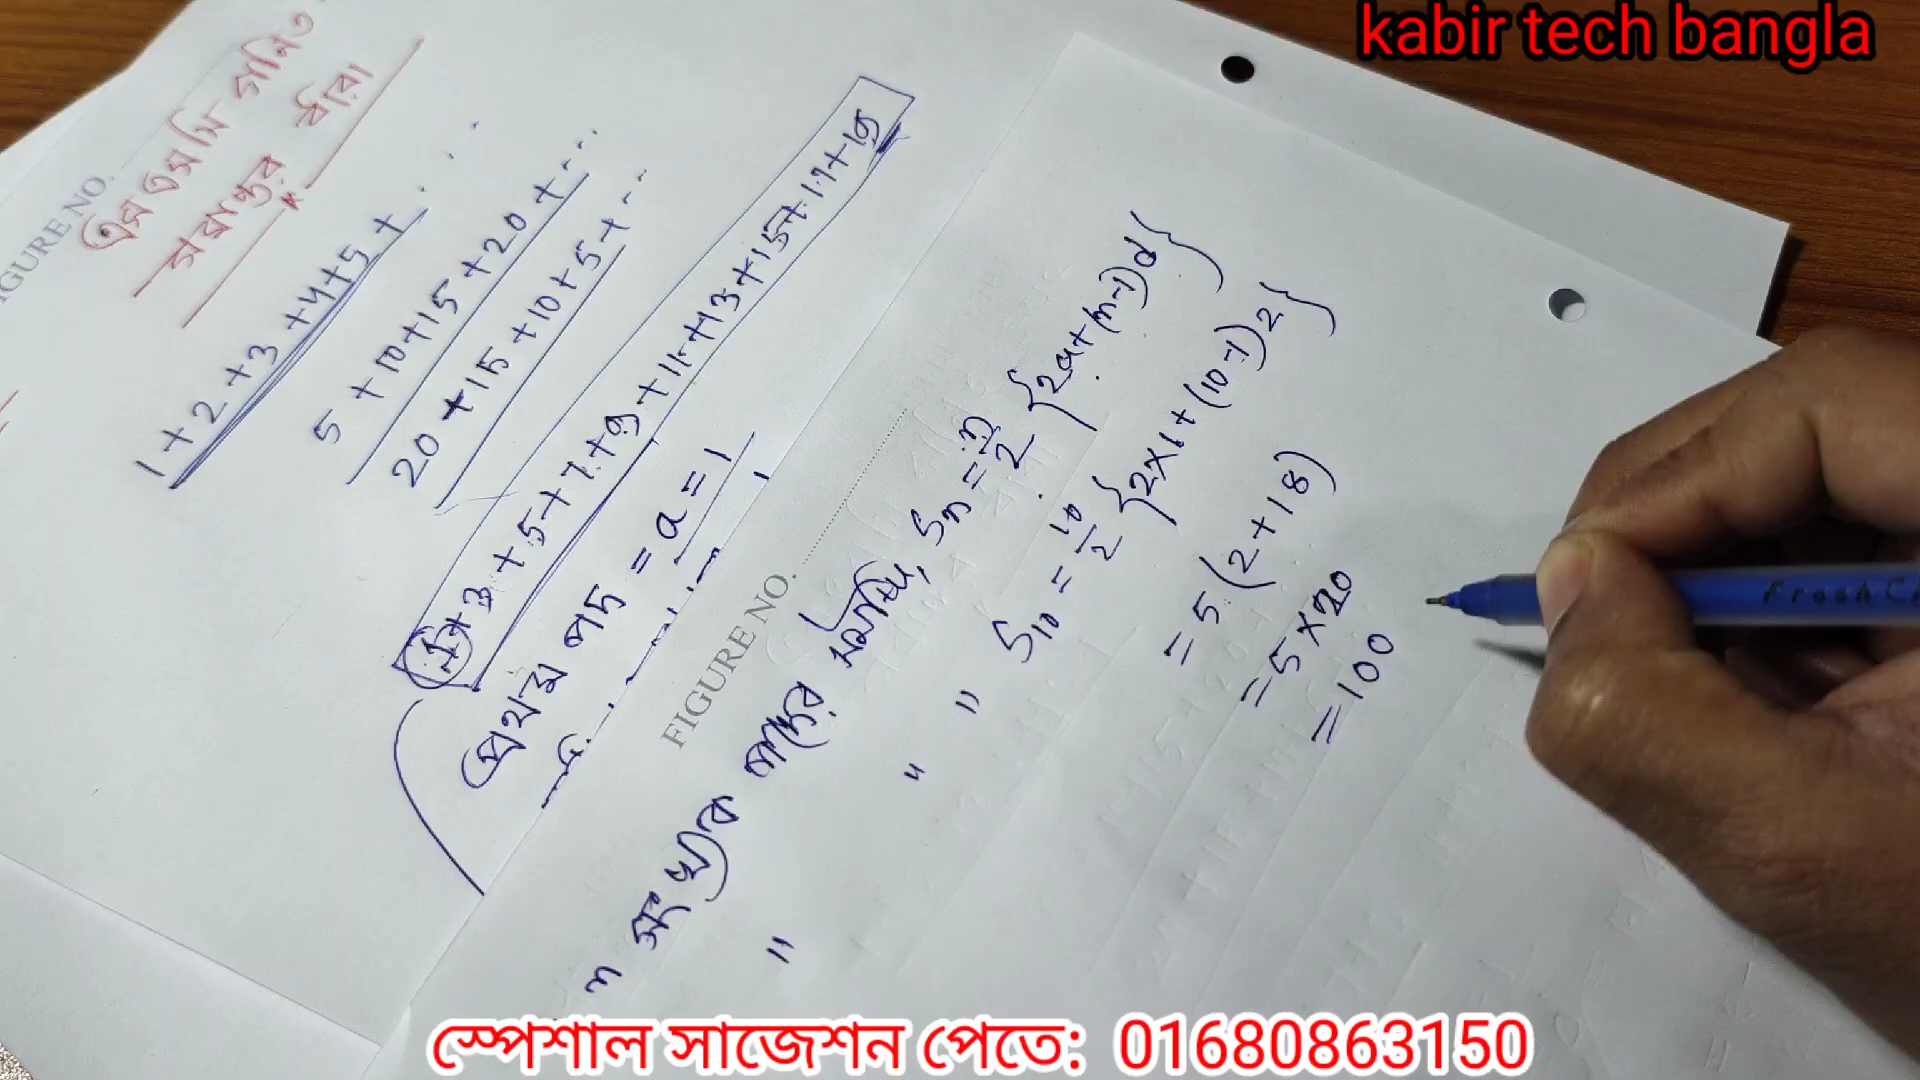 kabir tech bangla
FIGURE NO.
এস এস সি গণিত
সমান্তর ধারা
1+2+3+4+5+...
5+10+15+20+...
20+15+10+5+...
1+3+5+7+9+11+13+15+17+19
প্রথম পদ = a = 1
FIGURE NO.
n সংখ্যক পদের সমষ্টি, Sn = n/2 {2a+(n-1)d}
" " " S10 = 10/2 {2×1+(10-1)2}
= 5(2+18)
= 5×20
= 100
স্পেশাল সাজেশন পেতে: 01680863150